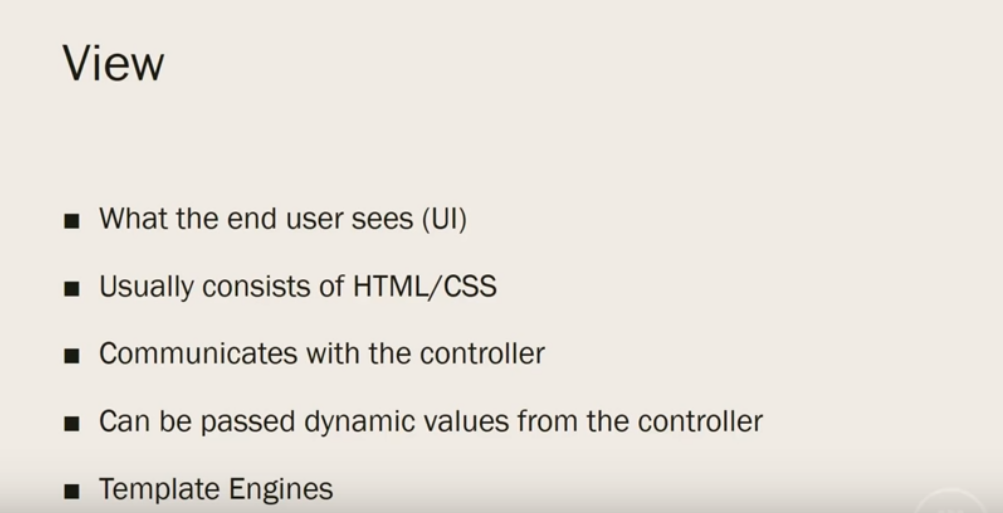 View
■ What the end user sees (UI)
■ Usually consists of HTML/CSS
■ Communicates with the controller
■ Can be passed dynamic values from the controller
■ Template Engines